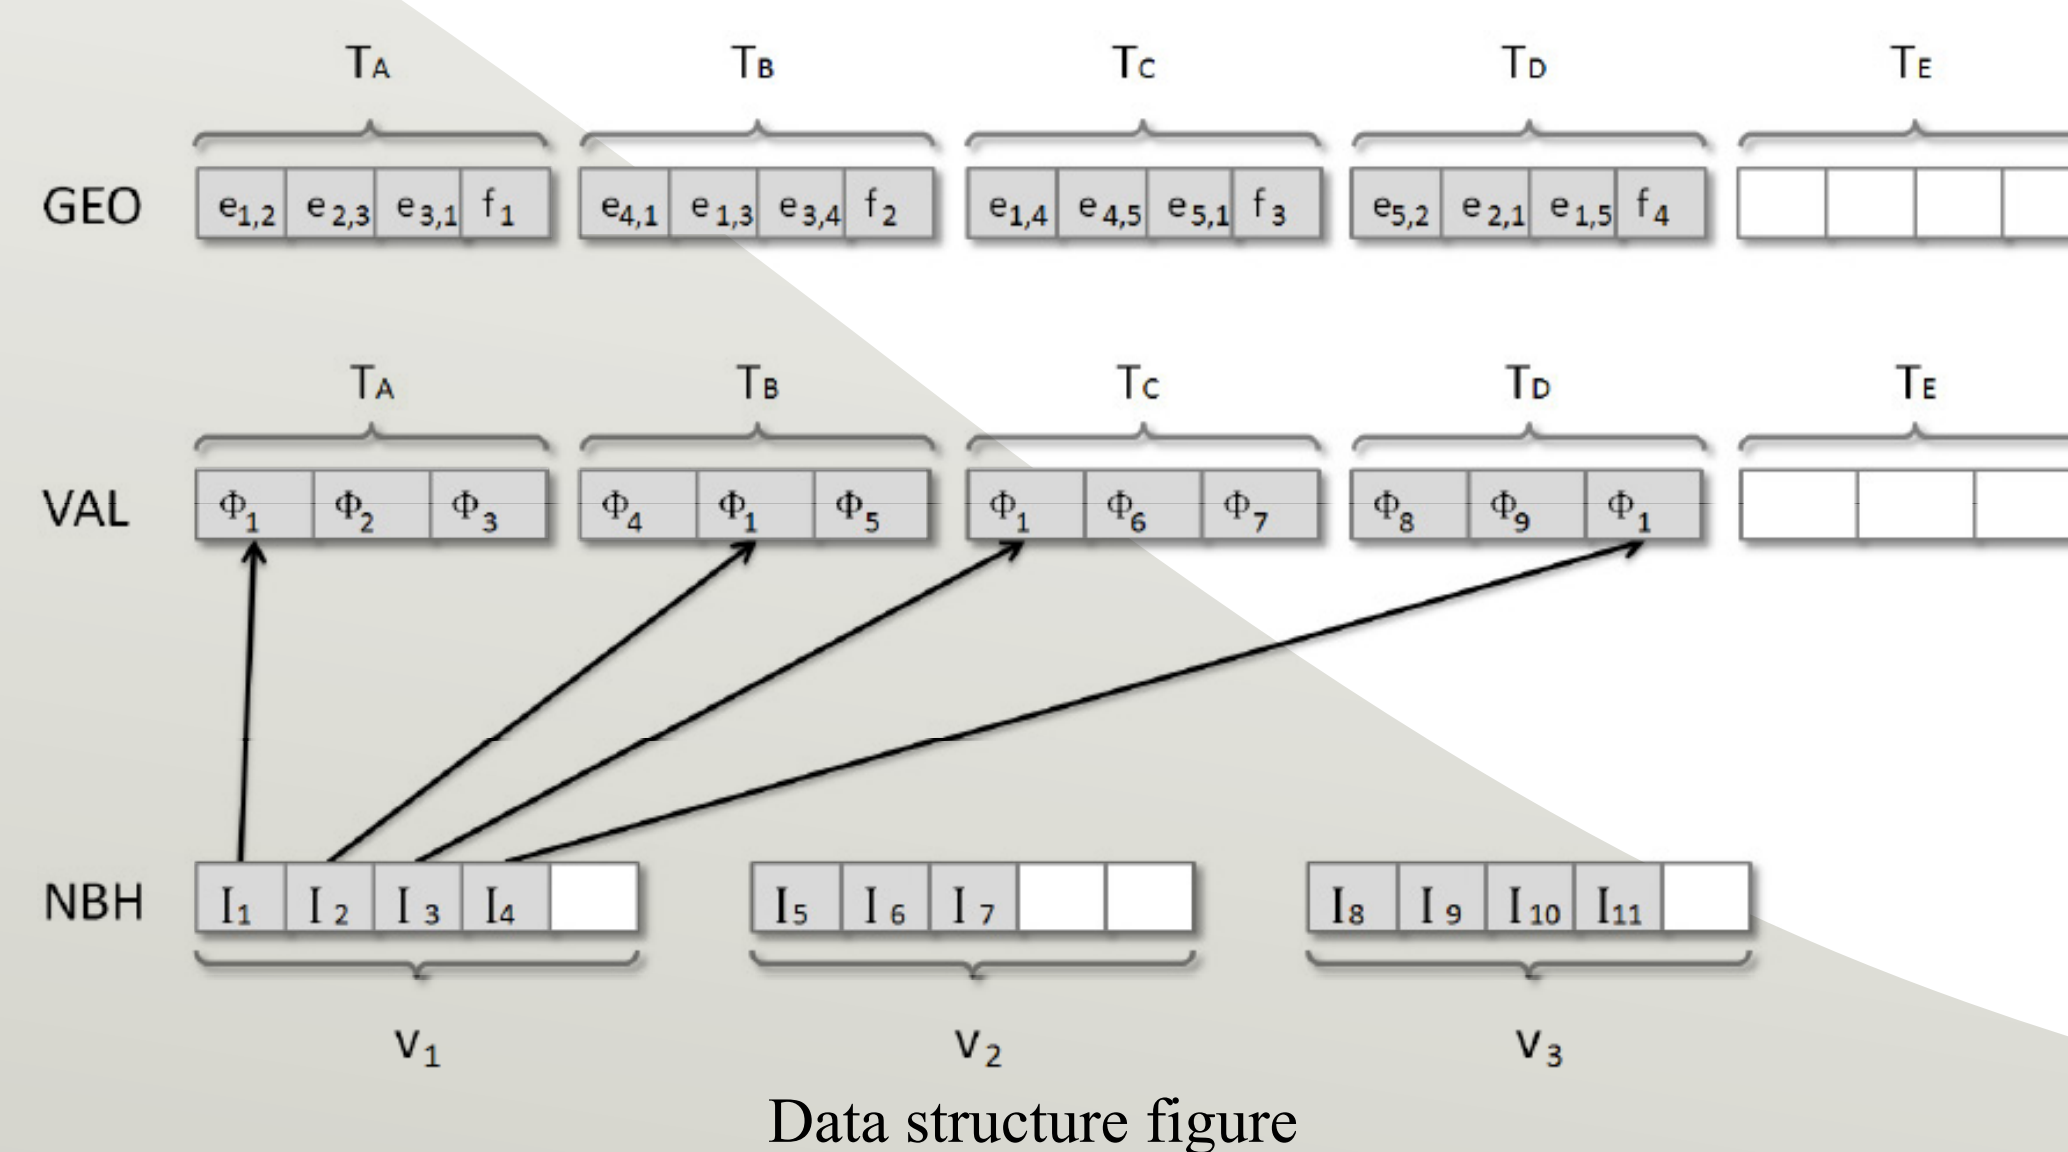 TA TB TC TD TE
GEO e1,2 e2,3 e3,1 f1 e4,1 e1,3 e3,4 f2 e1,4 e4,5 e5,1 f3 e5,2 e2,1 e1,5 f4
TA TB TC TD TE
VAL Φ1 Φ2 Φ3 Φ4 Φ1 Φ5 Φ1 Φ6 Φ7 Φ8 Φ9 Φ1
NBH I1 I2 I3 I4 I5 I6 I7 I8 I9 I10 I11
v1 v2 v3
Data structure figure